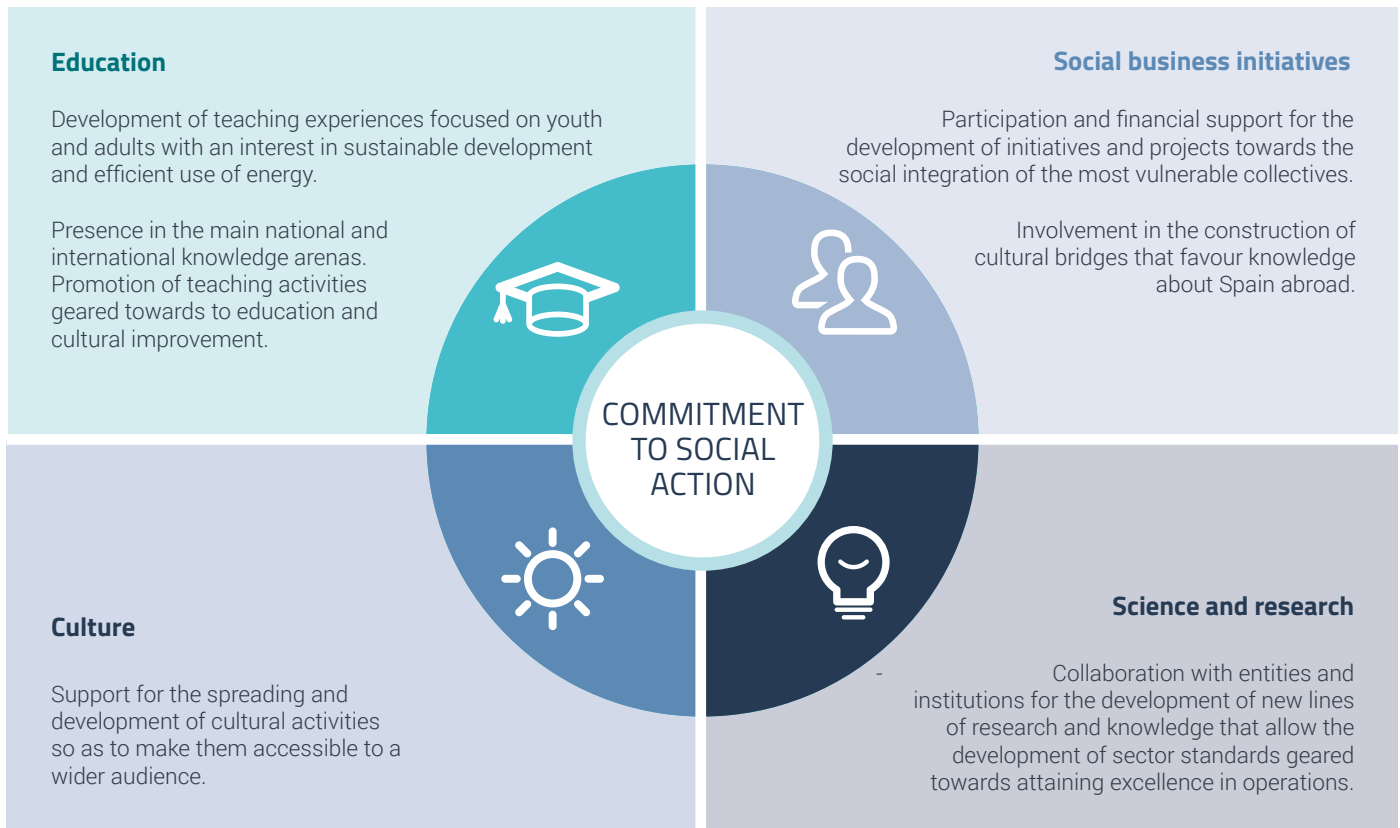 Education
Development of teaching experiences focused on youth
and adults with an interest in sustainable development
and efficient use of energy.
Presence in the main national and
international knowledge arenas.
Promotion of teaching activities
geared towards to education and
cultural improvement.
Social business initiatives
Participation and financial support for the
development of initiatives and projects towards the
social integration of the most vulnerable collectives.
Involvement in the construction of
cultural bridges that favour knowledge
about Spain abroad.
COMMITMENT
TO SOCIAL
ACTION
Culture
Support for the spreading and
development of cultural activities
so as to make them accessible to a
wider audience.
Science and research
- Collaboration with entities and
institutions for the development of new lines
of research and knowledge that allow the
development of sector standards geared
towards attaining excellence in operations.